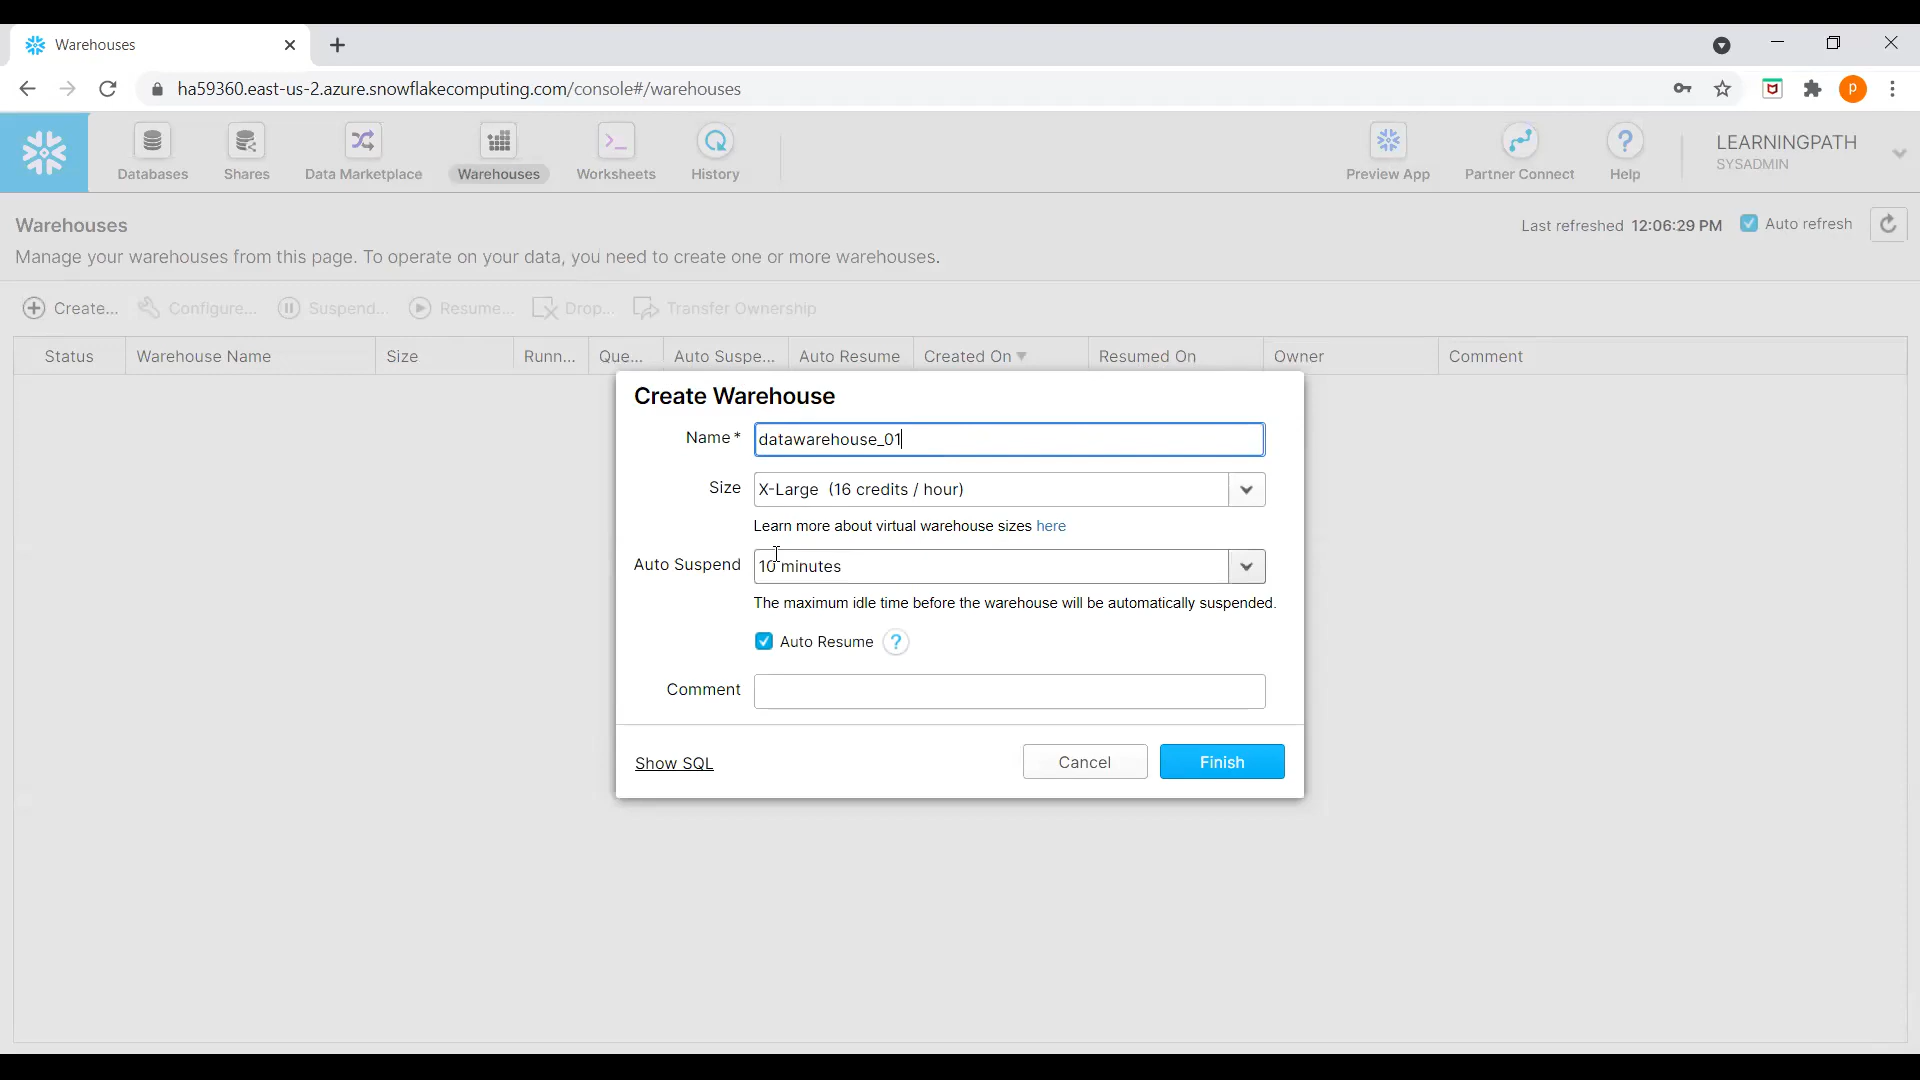 Warehouses
ha59360.east-us-2.azure.snowflakecomputing.com/console#/warehouses
P
Databases
Shares
Data Marketplace
Warehouses
Worksheets
History
Preview App
Partner Connect
Help
LEARNINGPATH
SYSADMIN
Warehouses
Last refreshed 12:06:29 PM
Auto refresh
Manage your warehouses from this page. To operate on your data, you need to create one or more warehouses.
Create...
Configure...
Suspend...
Resume...
Drop...
Transfer Ownership
Status
Warehouse Name
Size
Runn...
Que...
Auto Suspe...
Auto Resume
Created On
Resumed On
Owner
Comment
Create Warehouse
Name *
datawarehouse_01
Size
X-Large (16 credits / hour)
Learn more about virtual warehouse sizes here
Auto Suspend
10 minutes
The maximum idle time before the warehouse will be automatically suspended.
Auto Resume ?
Comment
Show SQL
Cancel
Finish